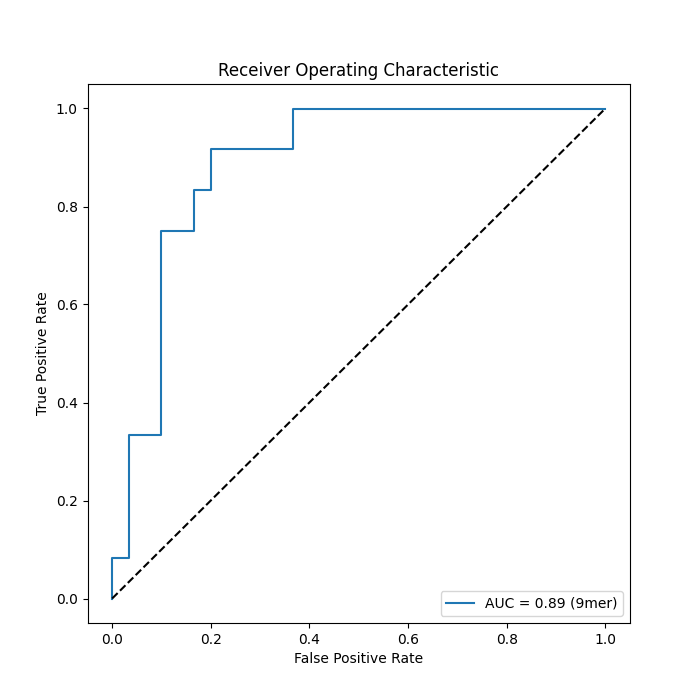 Receiver Operating Characteristic
1.0
0.8
0.6
0.4
0.2
0.0
True Positive Rate
AUC = 0.89 (9mer)
0.0 0.2 0.4 0.6 0.8 1.0
False Positive Rate